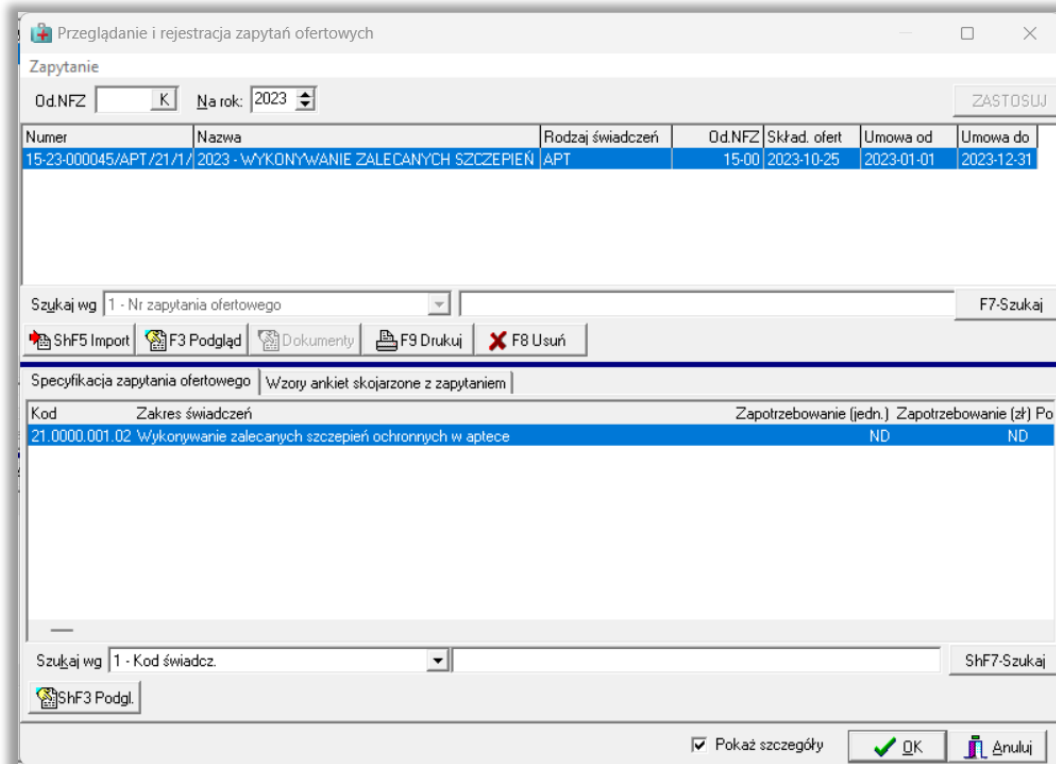 Przeglądanie i rejestracja zapytań ofertowych
Zapytanie
Od.NFZ K Na rok: 2023 ZASTOSUJ
Numer Nazwa Rodzaj świadczeń Od.NFZ Skład. ofert Umowa od Umowa do
15-23-000045/APT/21/1/ 2023 - WYKONYWANIE ZALECANYCH SZCZEPIEŃ APT 15-00 2023-10-25 2023-01-01 2023-12-31
Szukaj wg 1 - Nr zapytania ofertowego F7-Szukaj
ShF5 Import F3 Podgląd Dokumenty F9 Drukuj F8 Usuń
Specyfikacja zapytania ofertowego Wzory ankiet skojarzone z zapytaniem
Kod Zakres świadczeń Zapotrzebowanie (jedn.) Zapotrzebowanie (zł) Po
21.0000.001.02 Wykonywanie zalecanych szczepień ochronnych w aptece ND ND
Szukaj wg 1 - Kod świadcz. ShF7-Szukaj
ShF3 Podgl.
Pokaż szczegóły OK Anuluj